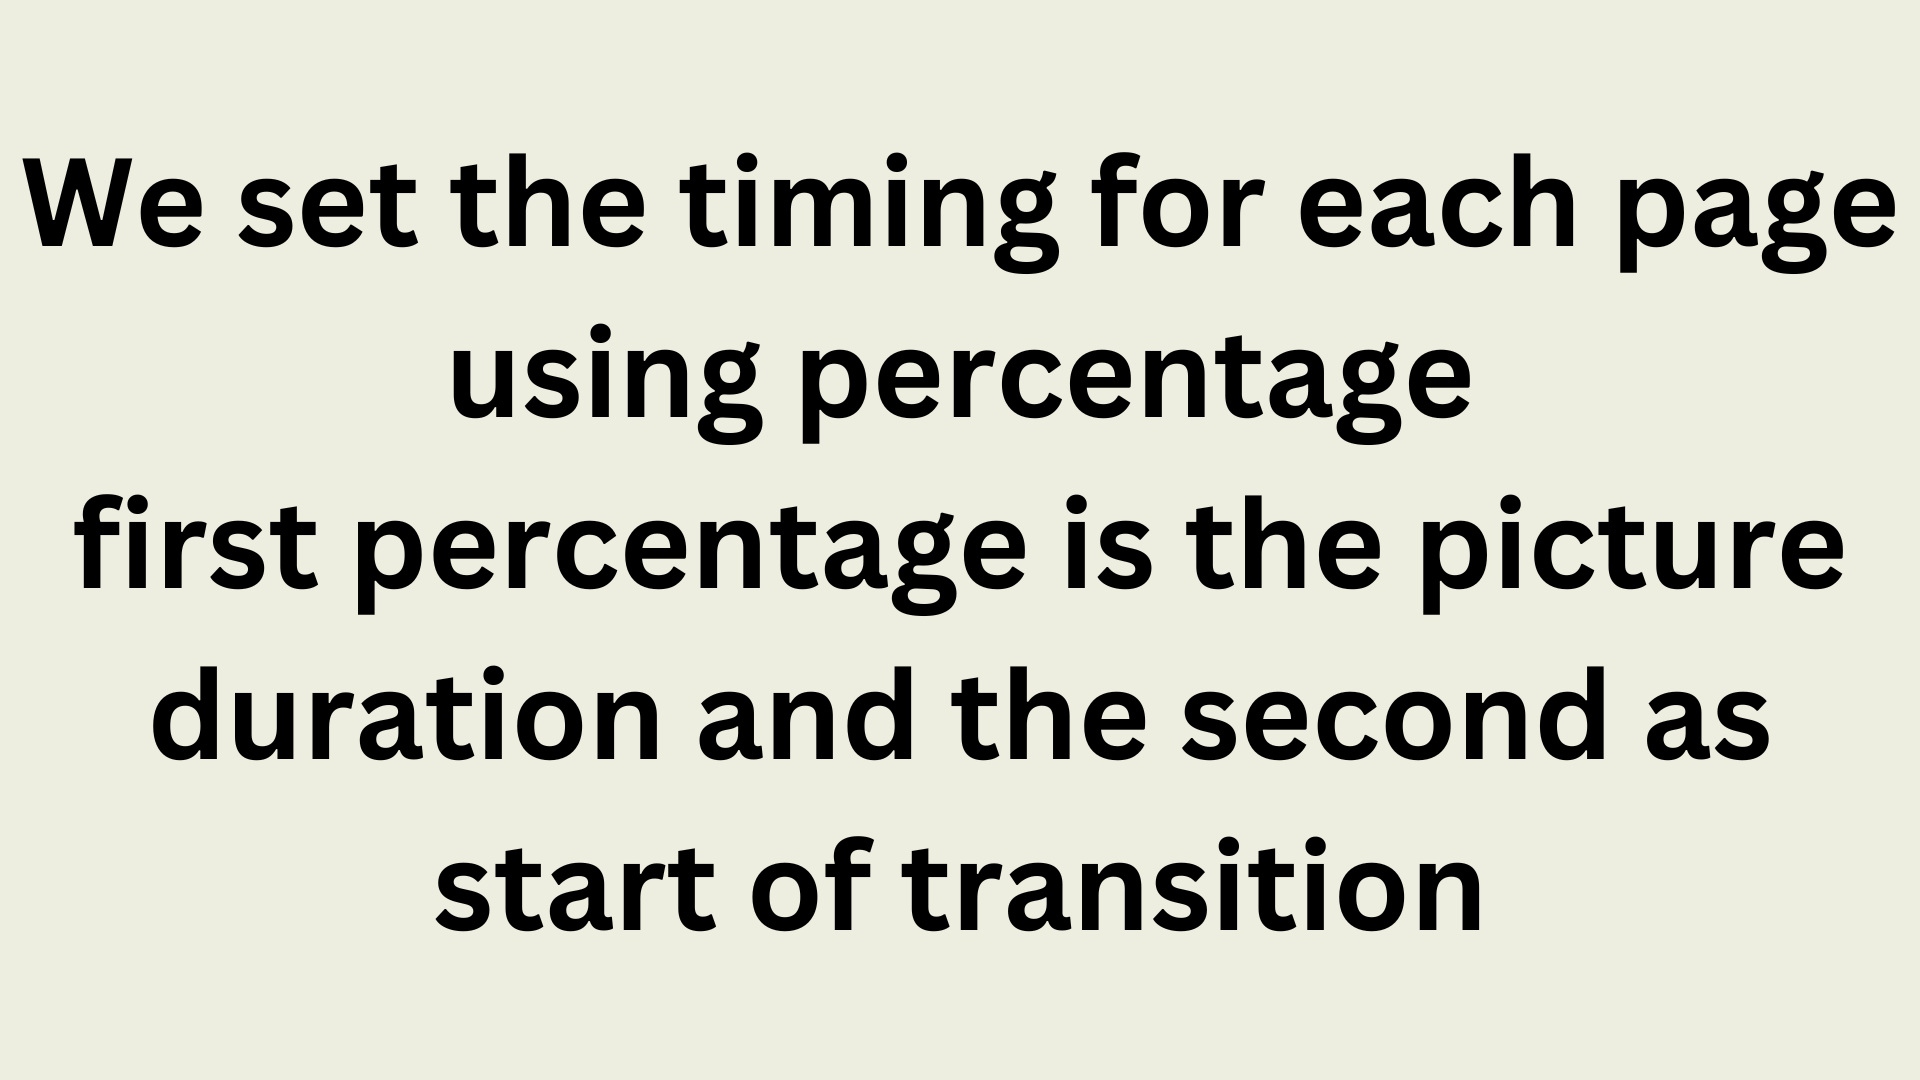 We set the timing for each page
using percentage
first percentage is the picture
duration and the second as
start of transition